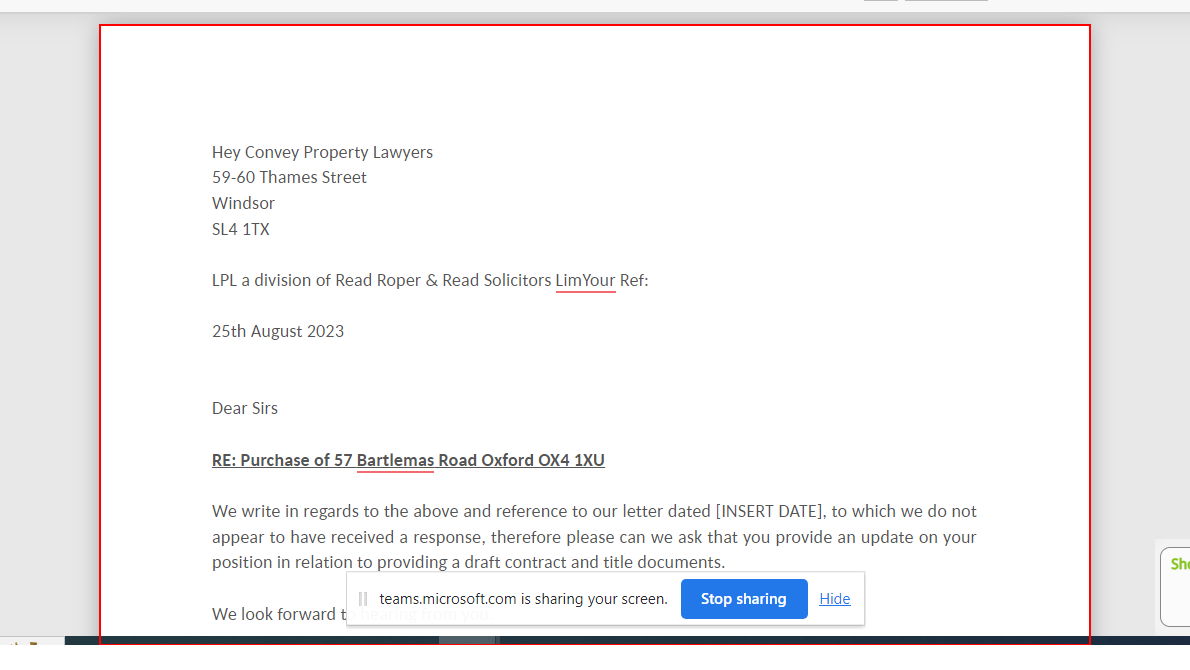 Hey Convey Property Lawyers
59-60 Thames Street
Windsor
SL4 1TX
LPL a division of Read Roper & Read Solicitors LimYour Ref:
25th August 2023
Dear Sirs
RE: Purchase of 57 Bartlemas Road Oxford OX4 1XU
We write in regards to the above and reference to our letter dated [INSERT DATE], to which we do not
appear to have received a response, therefore please can we ask that you provide an update on your
position in relation to providing a draft contract and title documents.
teams.microsoft.com is sharing your screen. Stop sharing Hide
We look forward